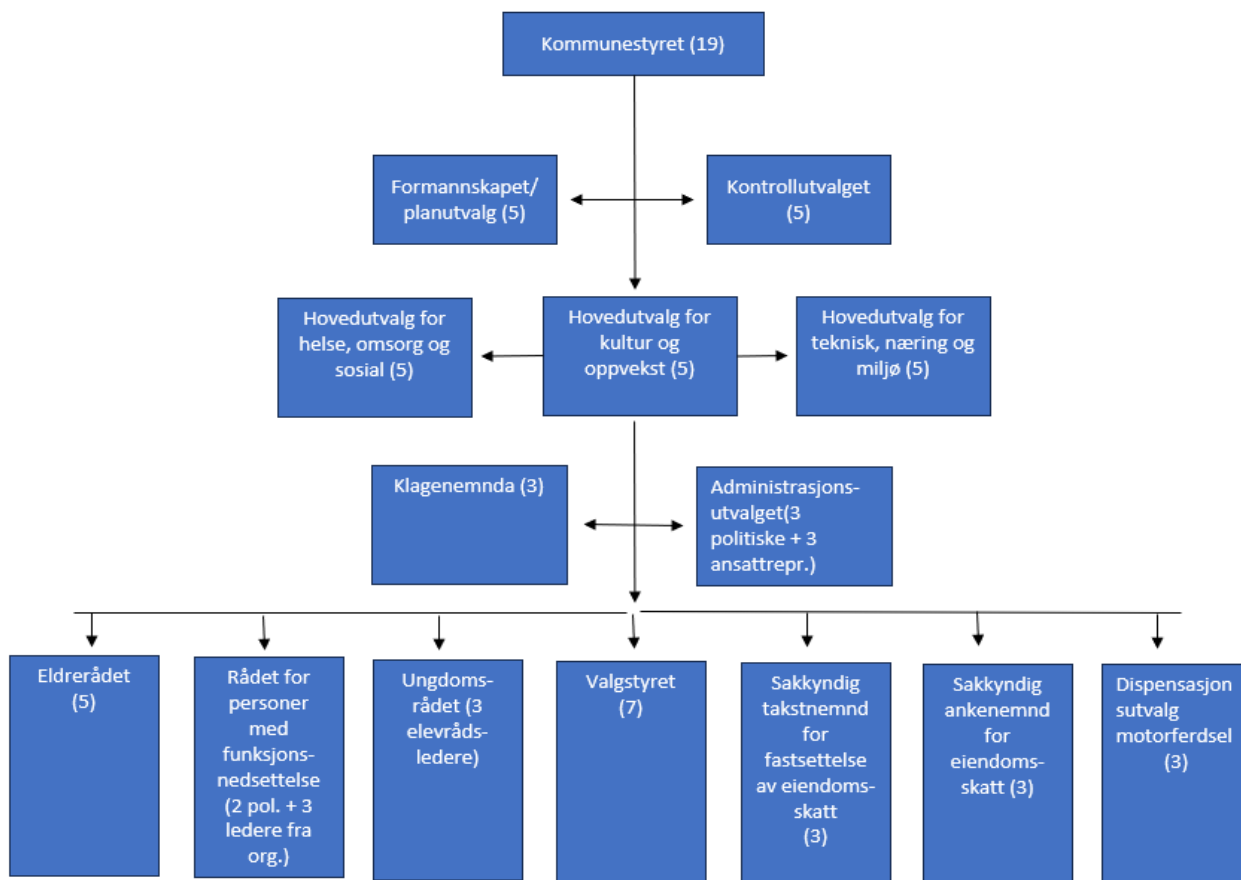 Kommunestyret (19)
Formannskapet/
planutvalg (5)
Kontrollutvalget
(5)
Hovedutvalg for
helse, omsorg og
sosial (5)
Hovedutvalg for
kultur og
oppvekst (5)
Hovedutvalg for
teknisk, næring og
miljø (5)
Klagenemnda (3)
Administrasjons-
utvalget(3
politiske + 3
ansattrepr.)
Eldrerådet
(5)
Rådet for
personer
med
funksjons-
nedsettelse
(2 pol. + 3
ledere fra
org.)
Ungdoms-
rådet (3
elevråds-
ledere)
Valgstyret
(7)
Sakkyndig
takstnemnd
for
fastsettelse
av eiendoms-
skatt
(3)
Sakkyndig
ankenemnd
for
eiendoms-
skatt (3)
Dispensasjon
sutvalg
motorferdsel
(3)